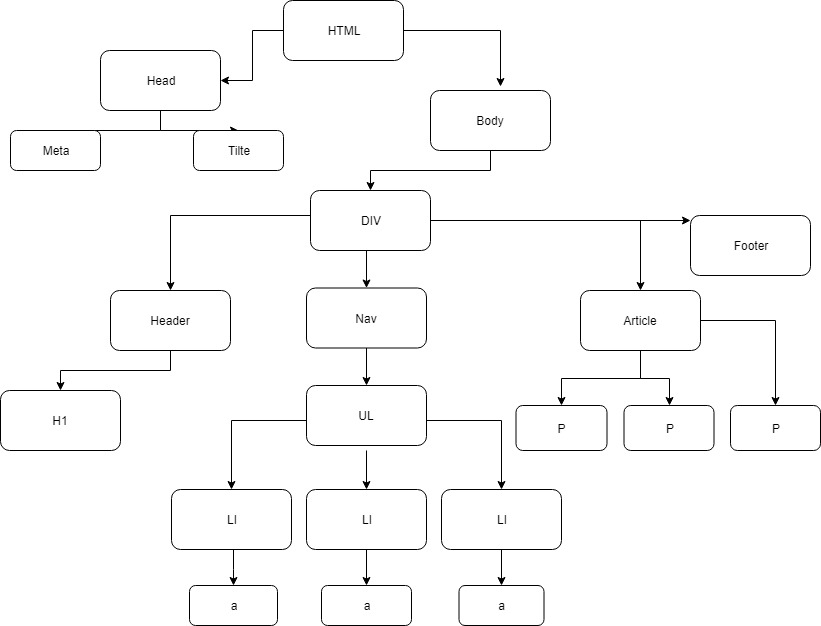 HTML
Head
Body
Meta
Tilte
DIV
Footer
Header
Nav
Article
H1
UL
P
P
P
LI
LI
LI
a
a
a